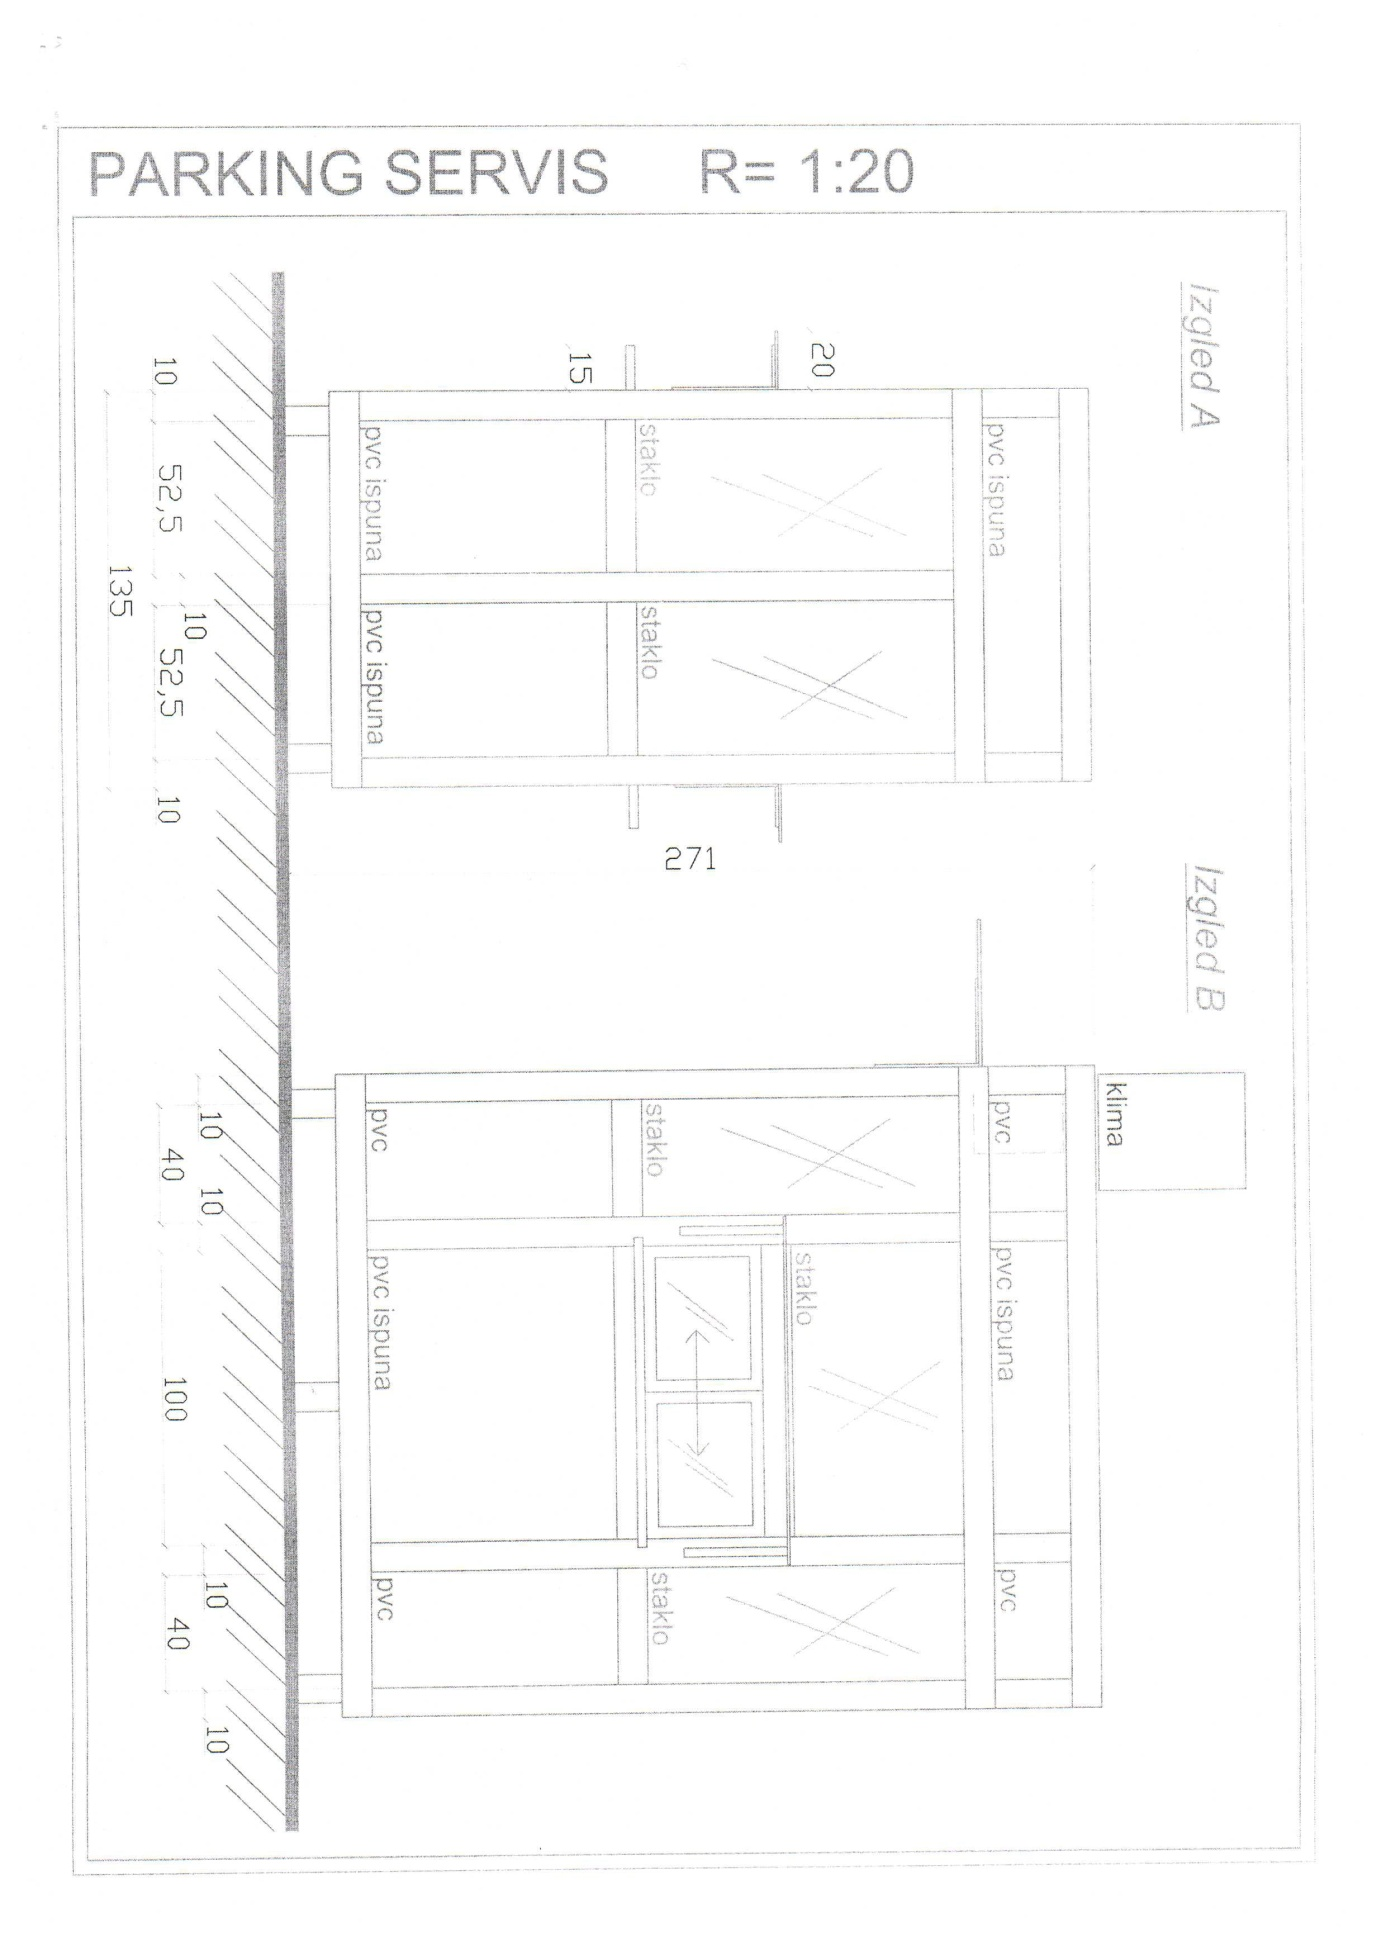 PARKING SERVIS R= 1:20
Izgled A
20
15
pvc ispuna
staklo
pvc ispuna
staklo
pvc ispuna
10
52,5
10
52,5
10
135
271
Izgled B
klima
pvc
pvc ispuna
pvc
staklo
staklo
staklo
pvc
pvc ispuna
pvc
10
40
10
100
10
40
10